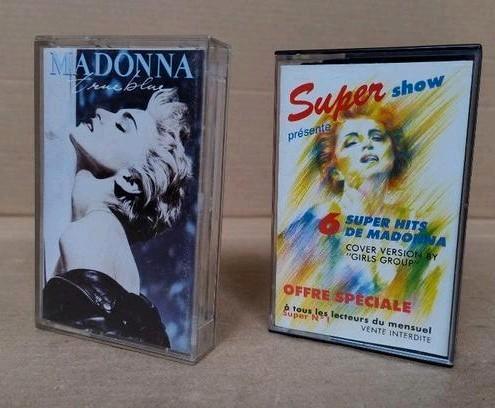 MADONNA
True blue
Super show
présente
6 SUPER HITS
DE MADONNA
COVER VERSION BY
"GIRLS GROUP"
OFFRE SPÉCIALE
à tous les lecteurs du mensuel
Super N°1
VENTE INTERDITE